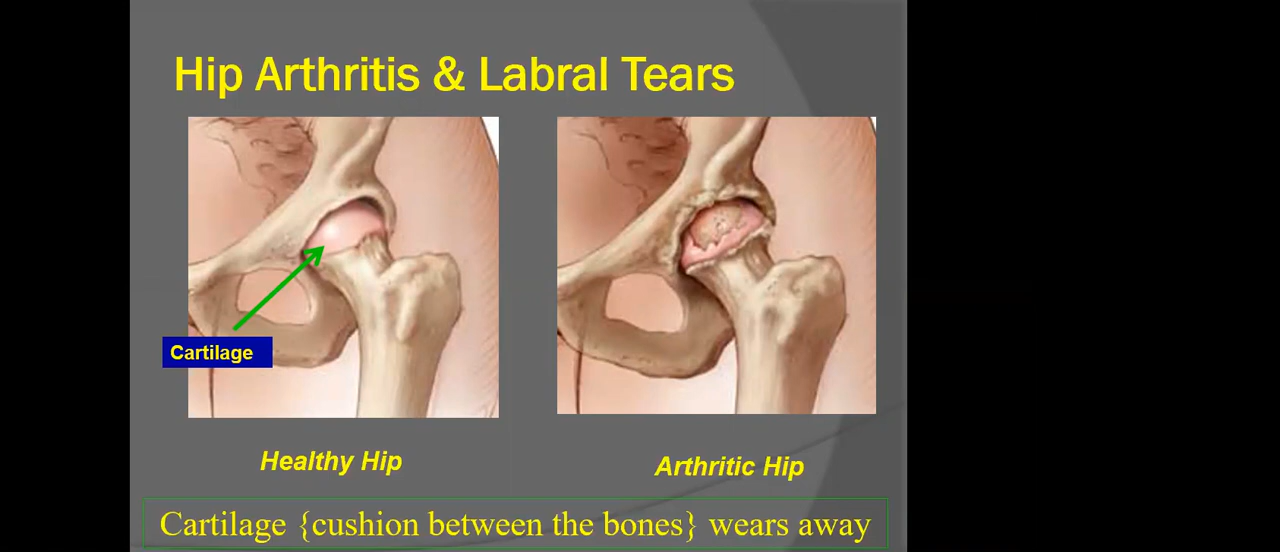 Hip Arthritis & Labral Tears
Cartilage
Healthy Hip
Arthritic Hip
Cartilage {cushion between the bones} wears away